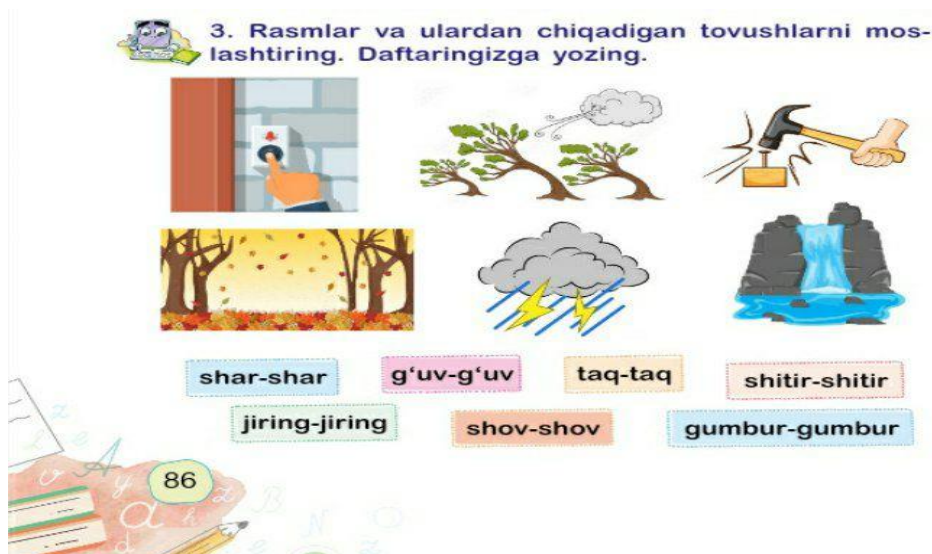 3. Rasmlar va ulardan chiqadigan tovushlarni mos-
lashtiring. Daftaringizga yozing.
shar-shar
g‘uv-g‘uv
taq-taq
shitir-shitir
jiring-jiring
shov-shov
gumbur-gumbur
86